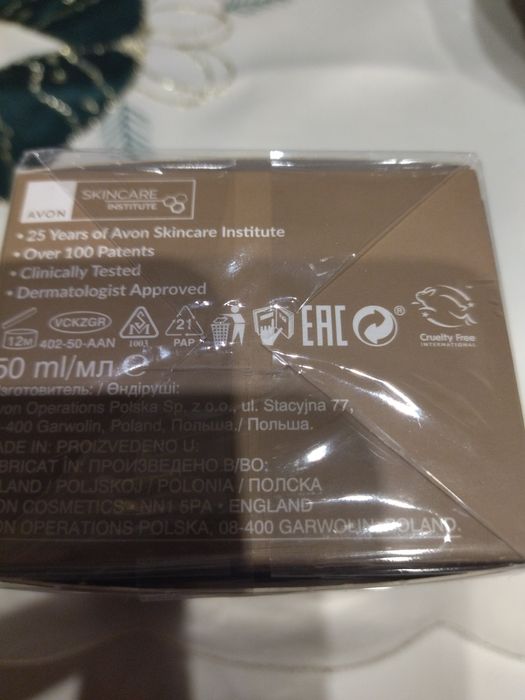 AVON
SKINCARE
INSTITUTE
• 25 Years of Avon Skincare Institute
• Over 100 Patents
• Clinically Tested
• Dermatologist Approved
12M
VCKZGR
402-50-AAN
1003
21
PAP
EAC
®
Cruelty Free
INTERNATIONAL
50 ml/мл. e
Изготовитель: / Өндіруші:
Avon Operations Polska Sp. z o.o., ul. Stacyjna 77,
-400 Garwolin, Poland, Польша./ Польша.
MADE IN: PROIZVEDENO U:
FABRICAT ÎN: ПРОИЗВЕДЕНО В/ВО:
POLAND / POLJSKOJ / POLONIA / ПОЛСКА
AVON COSMETICS • NN1 5PA • ENGLAND
AVON OPERATIONS POLSKA, 08-400 GARWOLIN, POLAND.